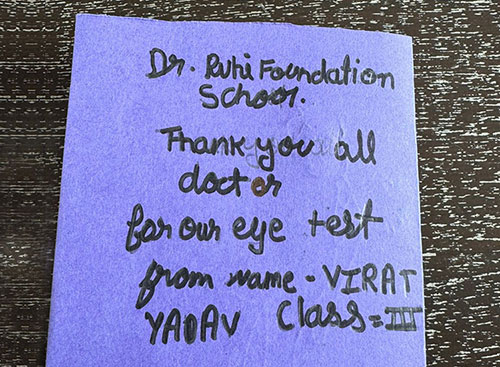 Dr. Ruhi Foundation
School.
Thank you all
doctor
for our eye test
from name - VIRAT
YADAV Class = III